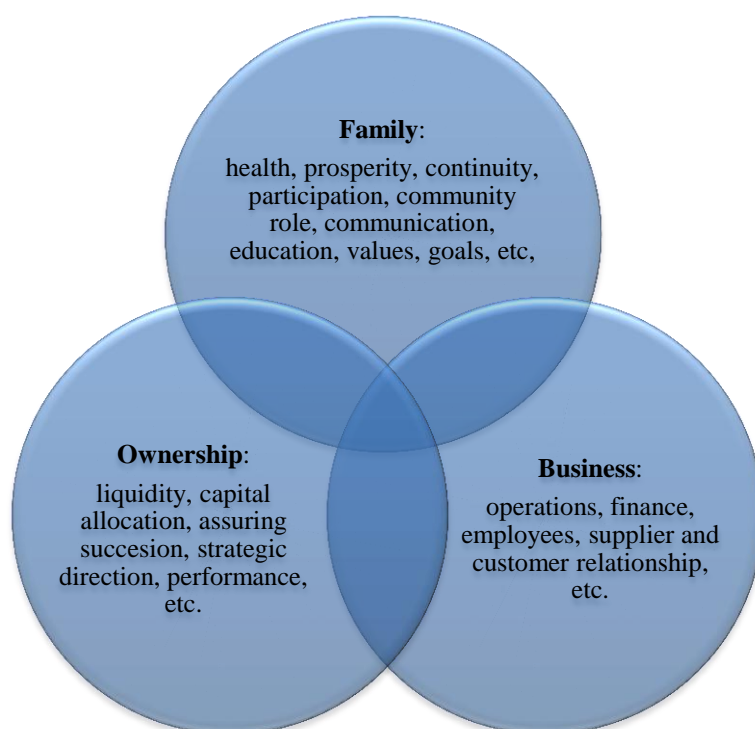 Family:
health, prosperity, continuity,
participation, community
role, communication,
education, values, goals, etc,
Ownership:
liquidity, capital
allocation, assuring
succesion, strategic
direction, performance,
etc.
Business:
operations, finance,
employees, supplier and
customer relationship,
etc.